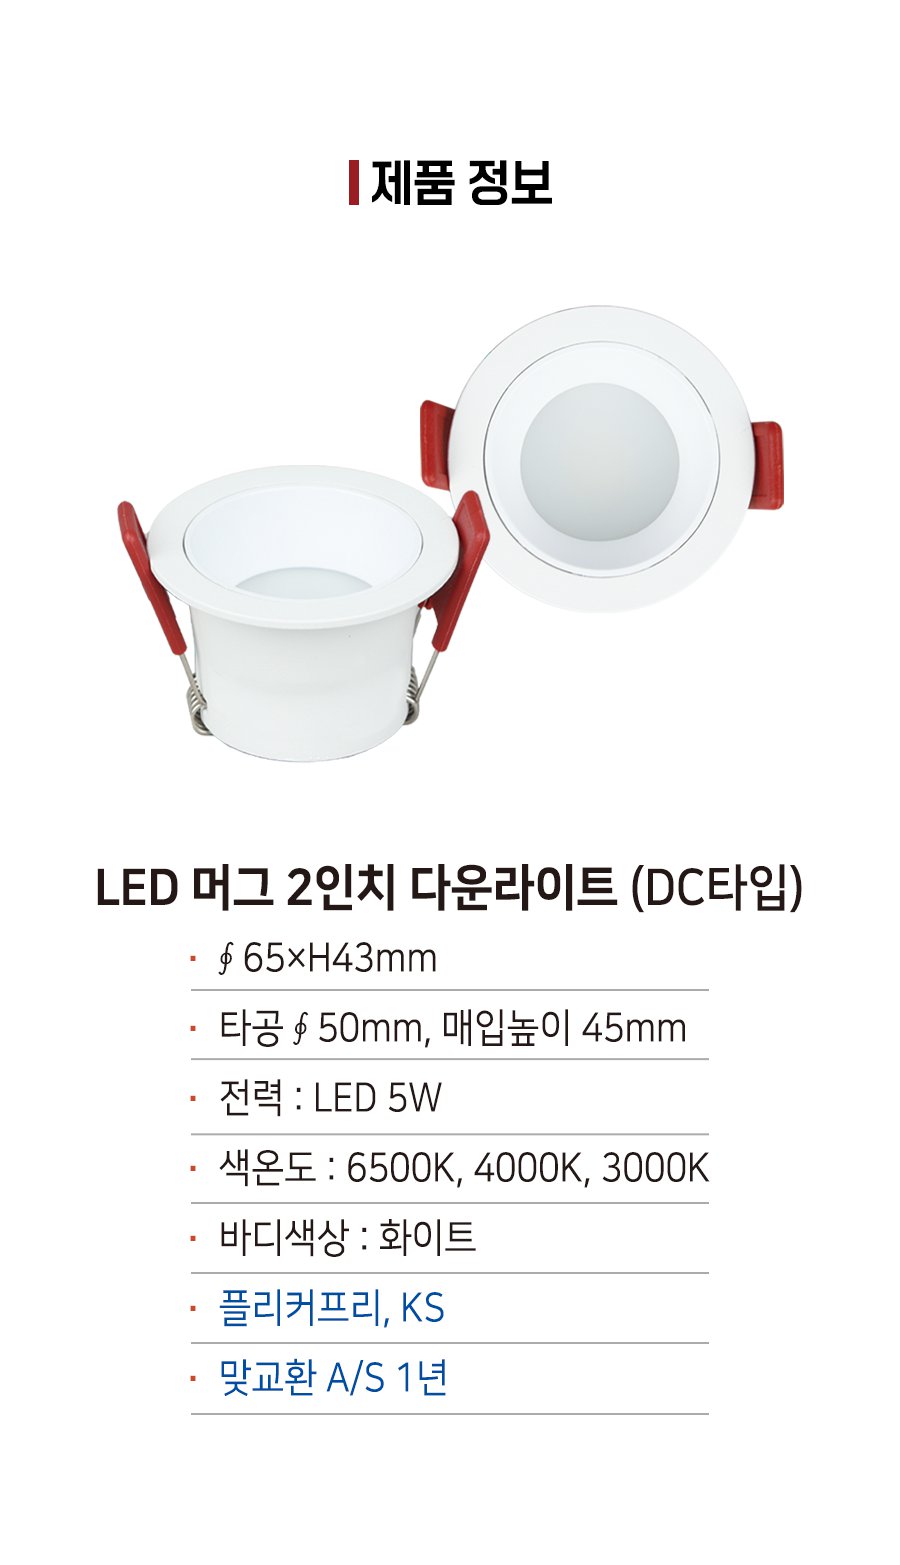 제품 정보
LED 머그 2인치 다운라이트 (DC타입)
· ∮ 65×H43mm
· 타공 ∮ 50mm, 매입높이 45mm
· 전력 : LED 5W
· 색온도 : 6500K, 4000K, 3000K
· 바디색상 : 화이트
· 플리커프리, KS
· 맞교환 A/S 1년